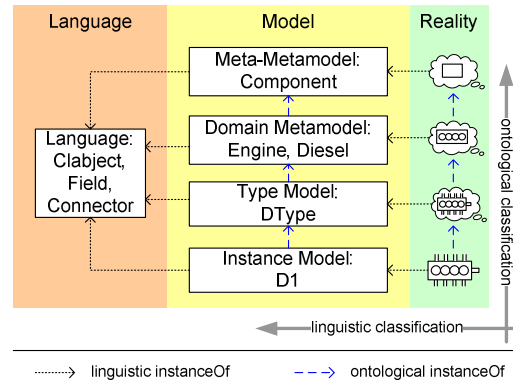 Language
Model
Reality
Meta-Metamodel:
Component
Language:
Clabject,
Field,
Connector
Domain Metamodel:
Engine, Diesel
Type Model:
DType
Instance Model:
D1
ontological classification
linguistic classification
linguistic instanceOf
ontological instanceOf